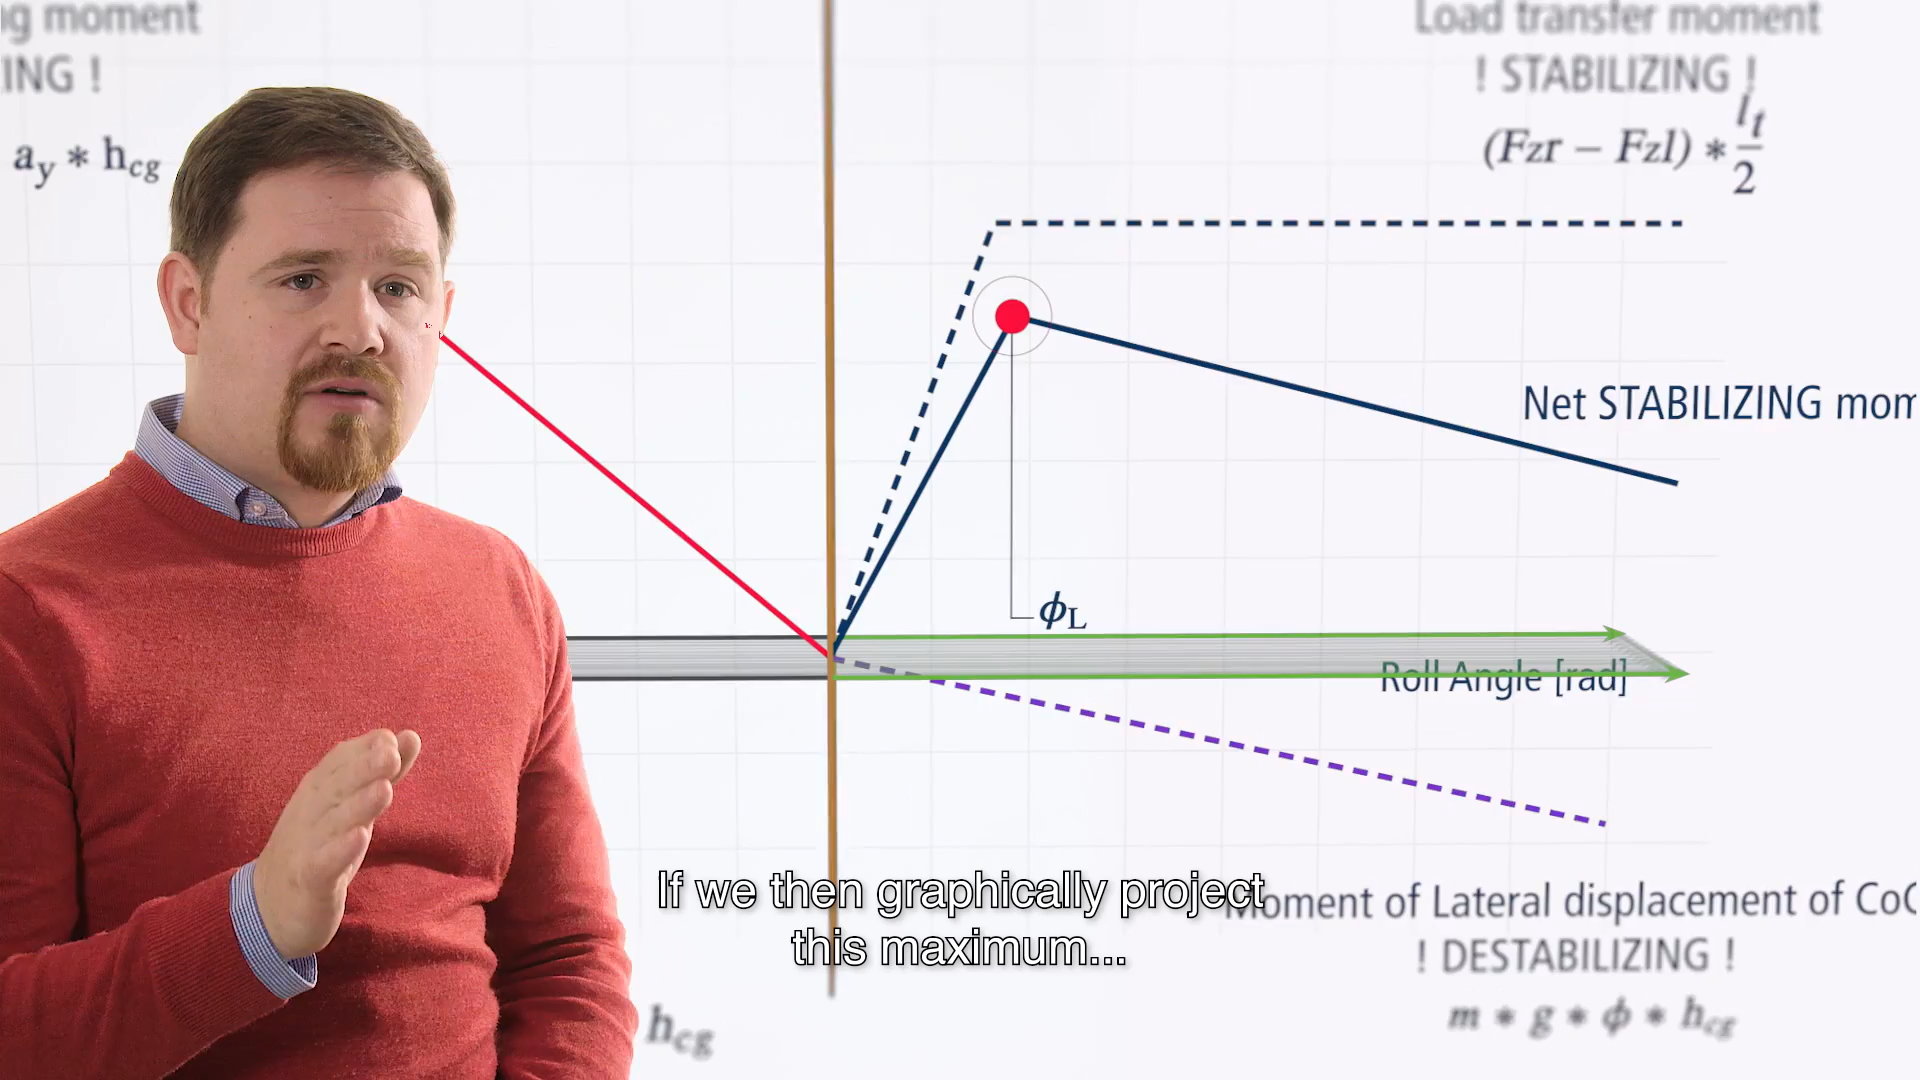 g moment
ING !
a_y * h_cg
Load transfer moment
! STABILIZING !
(Fzr − Fzl) * l_t/2
Net STABILIZING mom
ϕ_L
Roll Angle [rad]
If we then graphically project
this maximum...
Moment of Lateral displacement of CoG
! DESTABILIZING !
m * g * ϕ * h_cg
h_cg